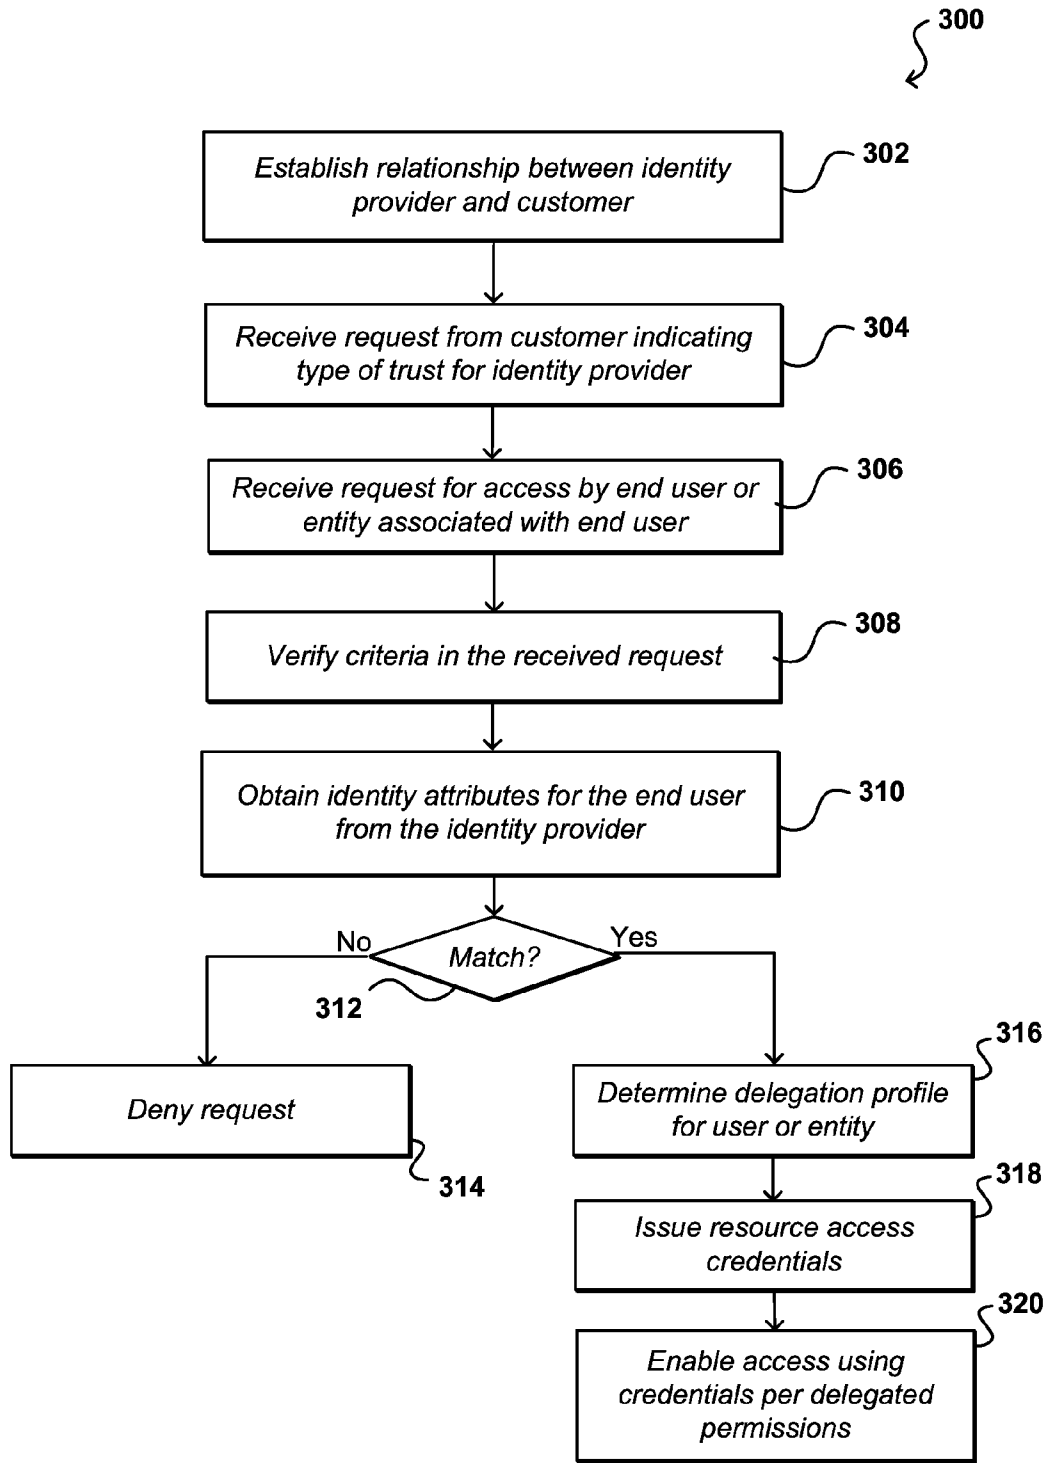 300
Establish relationship between identity
provider and customer
302
Receive request from customer indicating
type of trust for identity provider
304
Receive request for access by end user or
entity associated with end user
306
Verify criteria in the received request
308
Obtain identity attributes for the end user
from the identity provider
310
No
Match?
Yes
312
Deny request
314
Determine delegation profile
for user or entity
316
Issue resource access
credentials
318
Enable access using
credentials per delegated
permissions
320